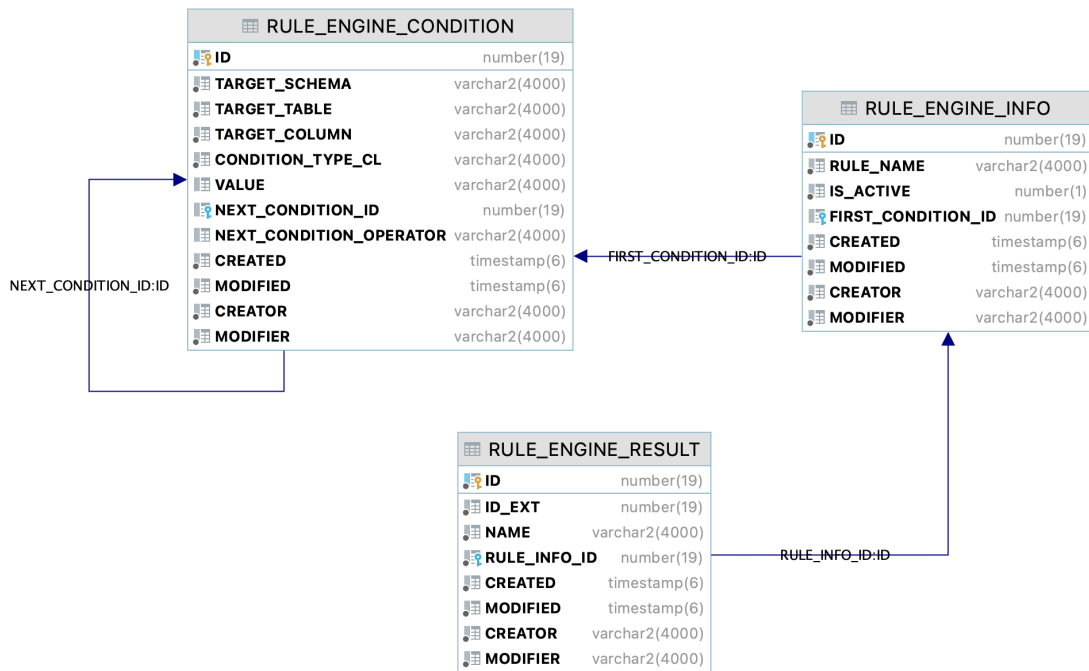 RULE_ENGINE_CONDITION
ID number(19)
TARGET_SCHEMA varchar2(4000)
TARGET_TABLE varchar2(4000)
TARGET_COLUMN varchar2(4000)
CONDITION_TYPE_CL varchar2(4000)
VALUE varchar2(4000)
NEXT_CONDITION_ID number(19)
NEXT_CONDITION_OPERATOR varchar2(4000)
CREATED timestamp(6)
MODIFIED timestamp(6)
CREATOR varchar2(4000)
MODIFIER varchar2(4000)
NEXT_CONDITION_ID:ID
FIRST_CONDITION_ID:ID
RULE_ENGINE_INFO
ID number(19)
RULE_NAME varchar2(4000)
IS_ACTIVE number(1)
FIRST_CONDITION_ID number(19)
CREATED timestamp(6)
MODIFIED timestamp(6)
CREATOR varchar2(4000)
MODIFIER varchar2(4000)
RULE_ENGINE_RESULT
ID number(19)
ID_EXT number(19)
NAME varchar2(4000)
RULE_INFO_ID number(19)
CREATED timestamp(6)
MODIFIED timestamp(6)
CREATOR varchar2(4000)
MODIFIER varchar2(4000)
RULE_INFO_ID:ID